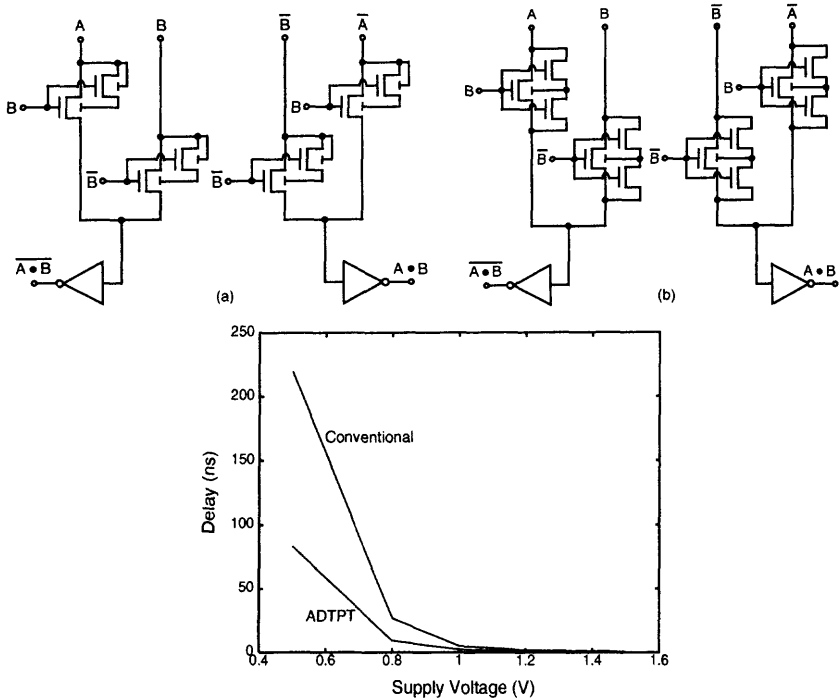 A B B̅ A̅
B
B̅
B
B̅
A̅•̅B̅
A • B
(a)
A B B̅ A̅
B
B̅
B
B̅
A̅•̅B̅
A • B
(b)
250
200
150
100
50
0
Delay (ns)
Conventional
ADTPT
0.4 0.6 0.8 1 1.2 1.4 1.6
Supply Voltage (V)